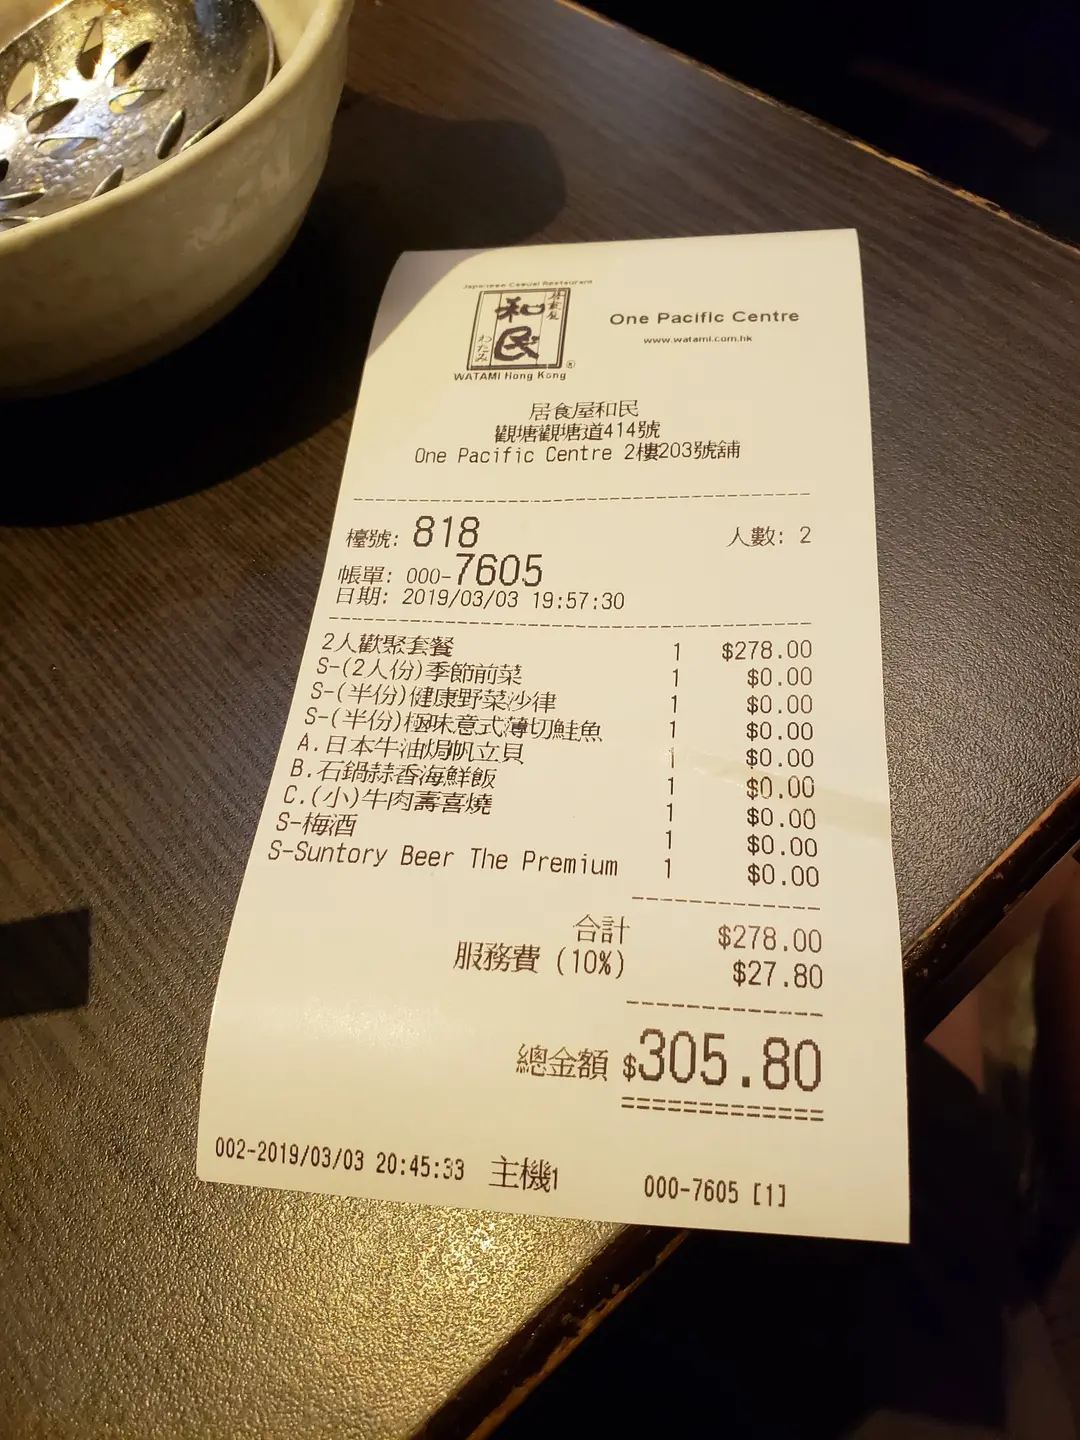 Japanese Casual Restaurant
居食屋
和民
わたみ
®
WATAMI Hong Kong
One Pacific Centre
www.watami.com.hk
居食屋和民
觀塘觀塘道414號
One Pacific Centre 2樓203號舖
檯號: 818 人數: 2
帳單: 000-7605
日期: 2019/03/03 19:57:30
2人歡聚套餐 1 $278.00
S-(2人份)季節前菜 1 $0.00
S-(半份)健康野菜沙律 1 $0.00
S-(半份)極味意式薄切鮭魚 1 $0.00
A.日本牛油焗帆立貝 1 $0.00
B.石鍋蒜香海鮮飯 1 $0.00
C.(小)牛肉壽喜燒 1 $0.00
S-梅酒 1 $0.00
S-Suntory Beer The Premium 1 $0.00
合計 $278.00
服務費 (10%) $27.80
總金額 $305.80
002-2019/03/03 20:45:33 主機1 000-7605 [1]